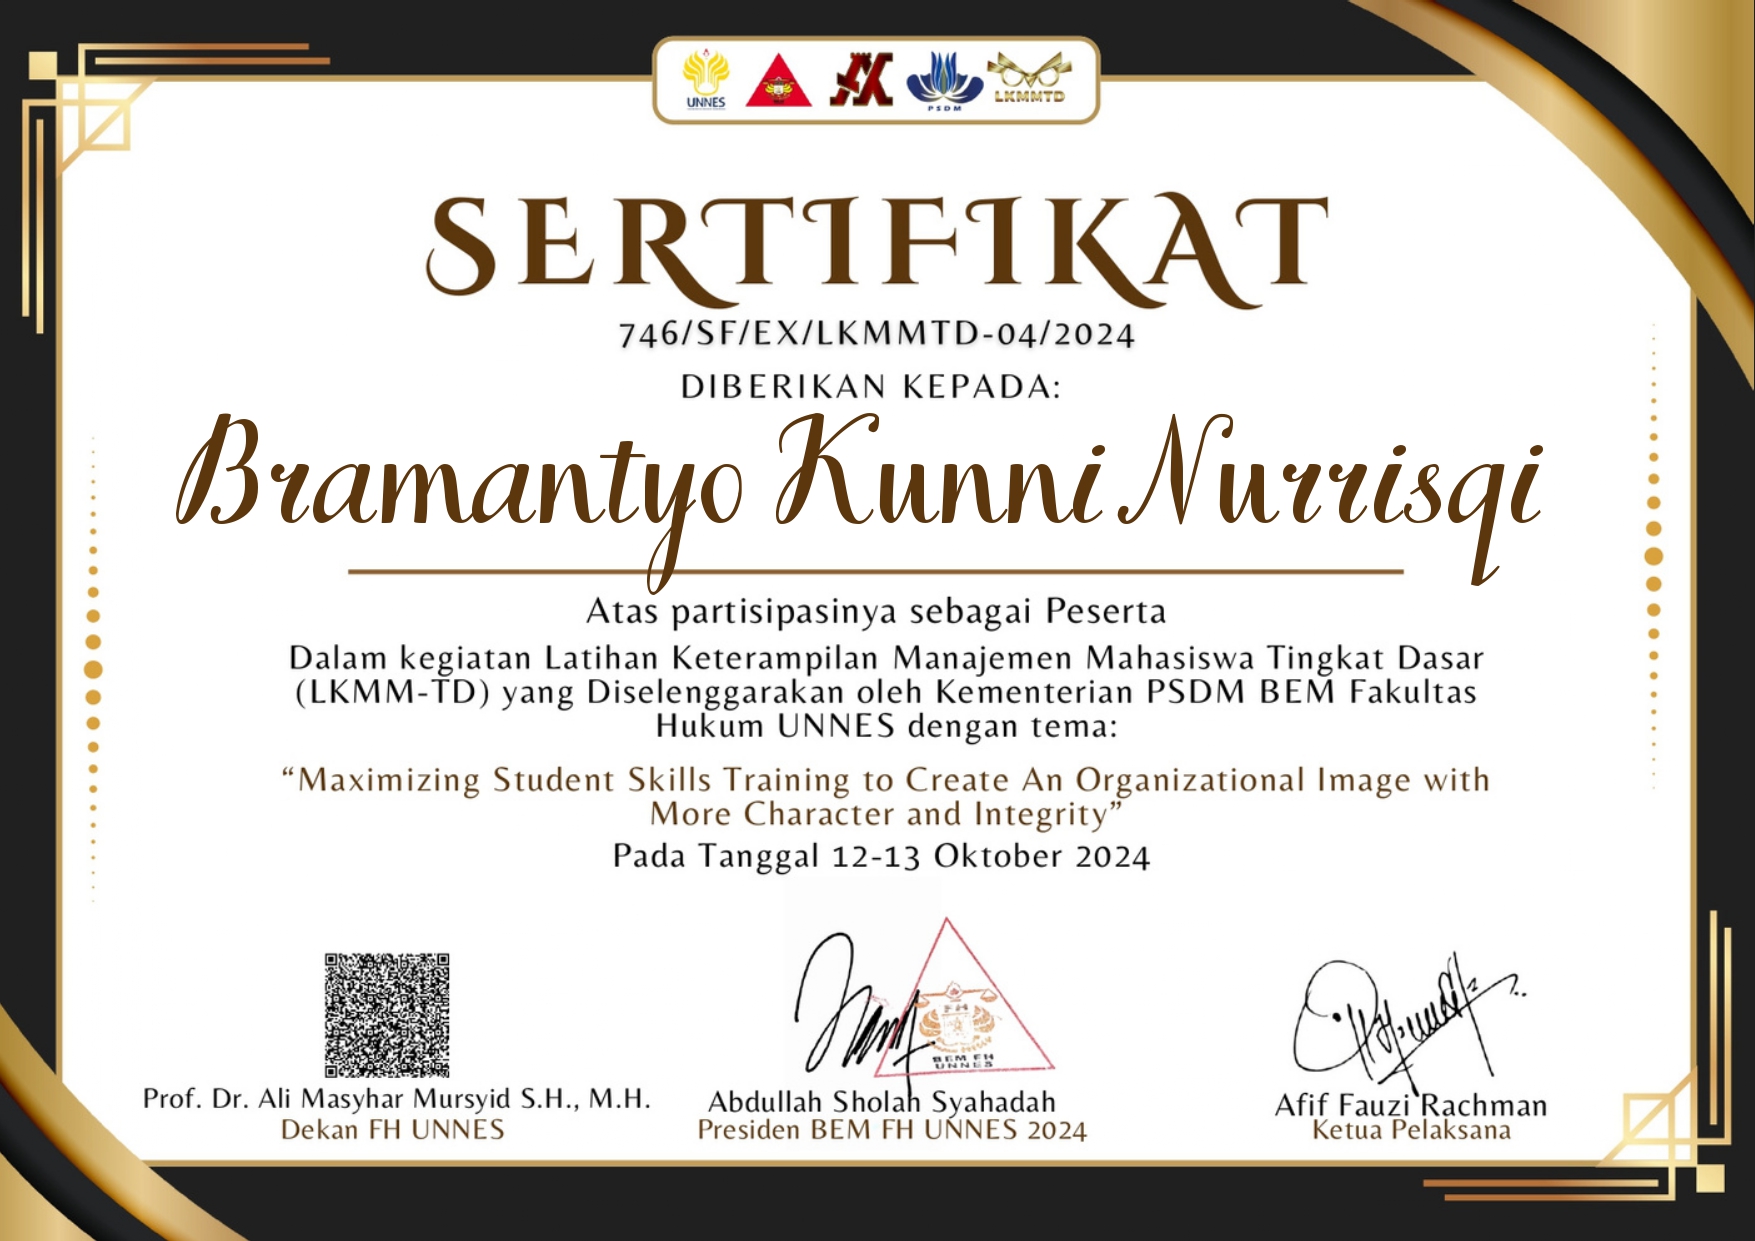 UNNES
PSDM
LKMMTD
SERTIFIKAT
746/SF/EX/LKMMTD-04/2024
DIBERIKAN KEPADA:
Bramantyo Kunni Nurrisqi
Atas partisipasinya sebagai Peserta
Dalam kegiatan Latihan Keterampilan Manajemen Mahasiswa Tingkat Dasar
(LKMM-TD) yang Diselenggarakan oleh Kementerian PSDM BEM Fakultas
Hukum UNNES dengan tema:
“Maximizing Student Skills Training to Create An Organizational Image with
More Character and Integrity”
Pada Tanggal 12-13 Oktober 2024
FH
BEM FH
UNNES
Prof. Dr. Ali Masyhar Mursyid S.H., M.H.
Dekan FH UNNES
Abdullah Sholah Syahadah
Presiden BEM FH UNNES 2024
Afif Fauzi Rachman
Ketua Pelaksana